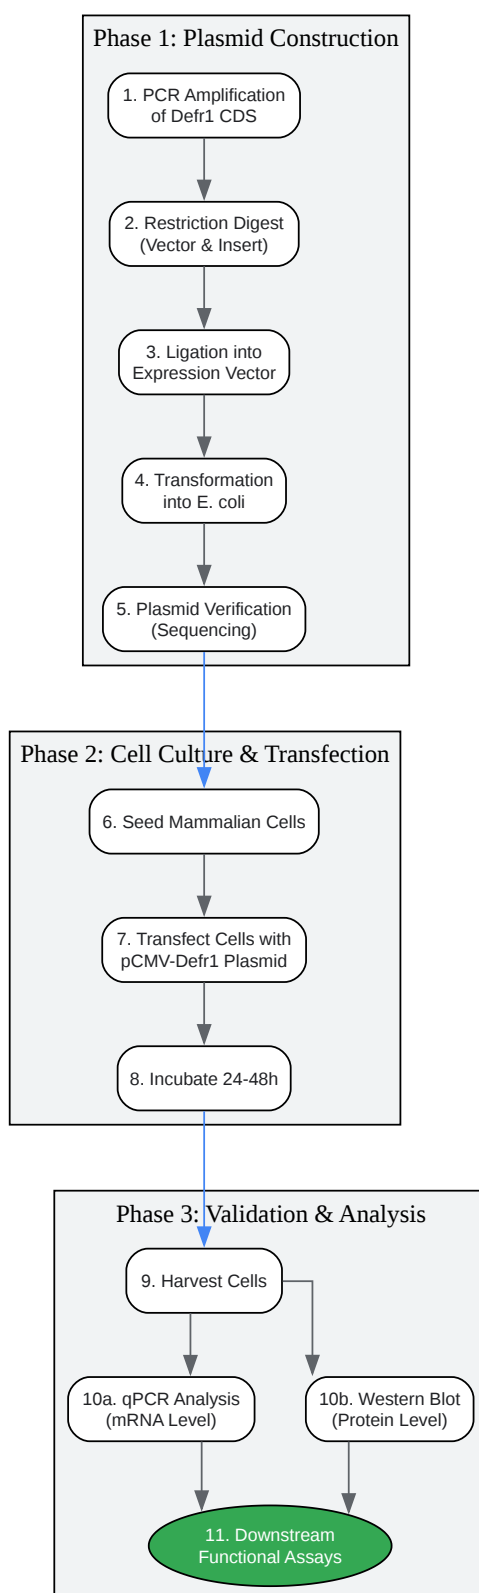 Phase 1: Plasmid Construction
1. PCR Amplification
of Defr1 CDS
2. Restriction Digest
(Vector & Insert)
3. Ligation into
Expression Vector
4. Transformation
into E. coli
5. Plasmid Verification
(Sequencing)
Phase 2: Cell Culture & Transfection
6. Seed Mammalian Cells
7. Transfect Cells with
pCMV-Defr1 Plasmid
8. Incubate 24-48h
Phase 3: Validation & Analysis
9. Harvest Cells
10a. qPCR Analysis
(mRNA Level)
10b. Western Blot
(Protein Level)
11. Downstream
Functional Assays